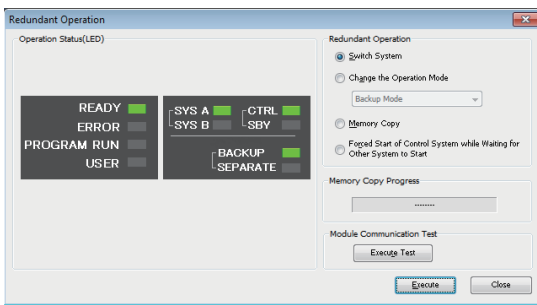 Redundant Operation
Operation Status(LED)
READY
ERROR
PROGRAM RUN
USER
SYS A
SYS B
CTRL
SBY
BACKUP
SEPARATE
Redundant Operation
Switch System
Change the Operation Mode
Backup Mode
Memory Copy
Forced Start of Control System while Waiting for
Other System to Start
Memory Copy Progress
--------
Module Communication Test
Execute Test
Execute
Close